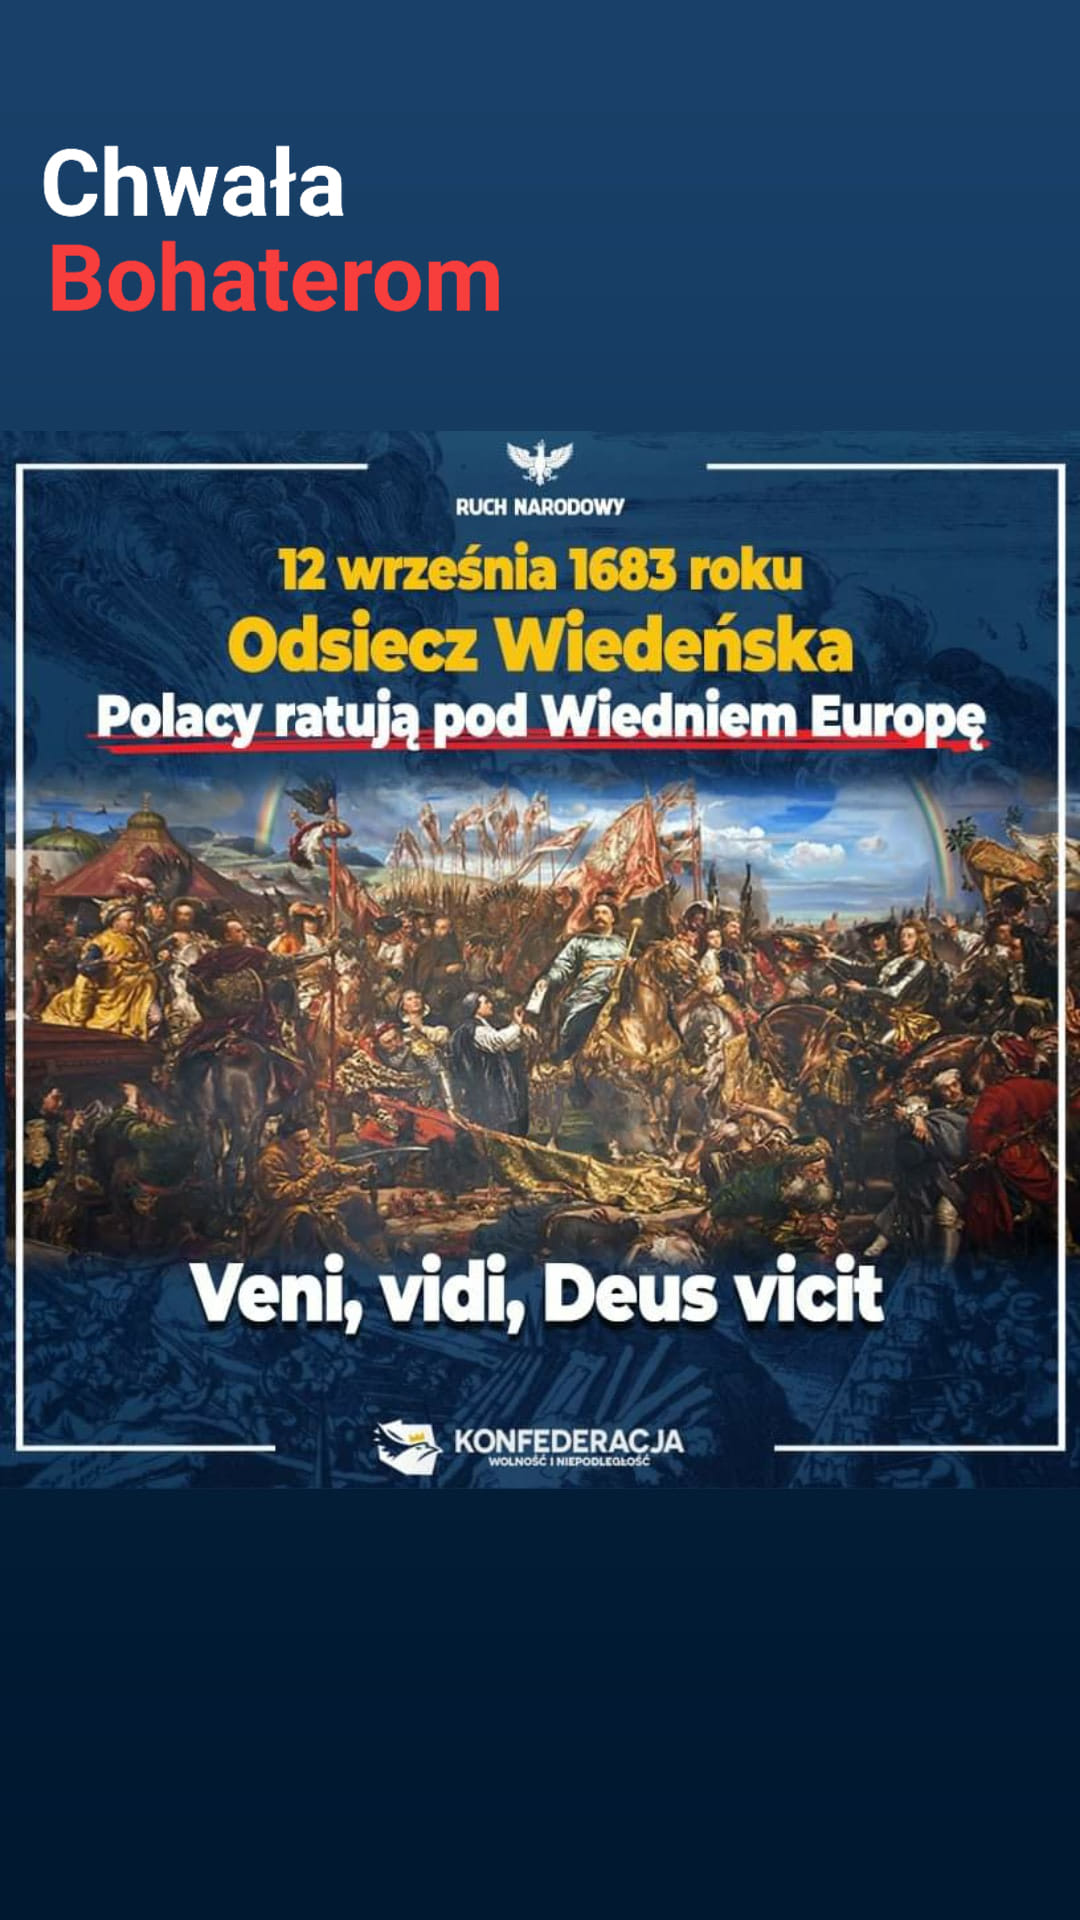 Chwała
Bohaterom
RUCH NARODOWY
12 września 1683 roku
Odsiecz Wiedeńska
Polacy ratują pod Wiedniem Europę
Veni, vidi, Deus vicit
KONFEDERACJA
WOLNOŚĆ I NIEPODLEGŁOŚĆ